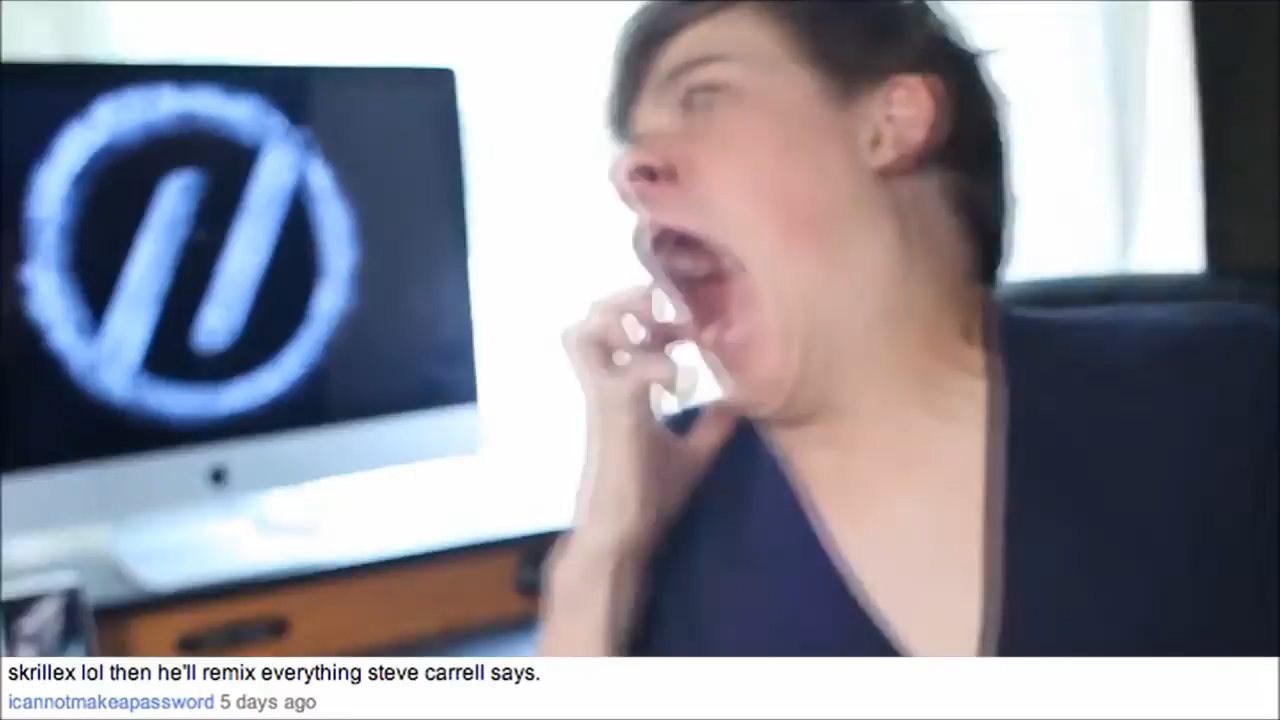 skrillex lol then he'll remix everything steve carrell says.
icannotmakeapassword 5 days ago